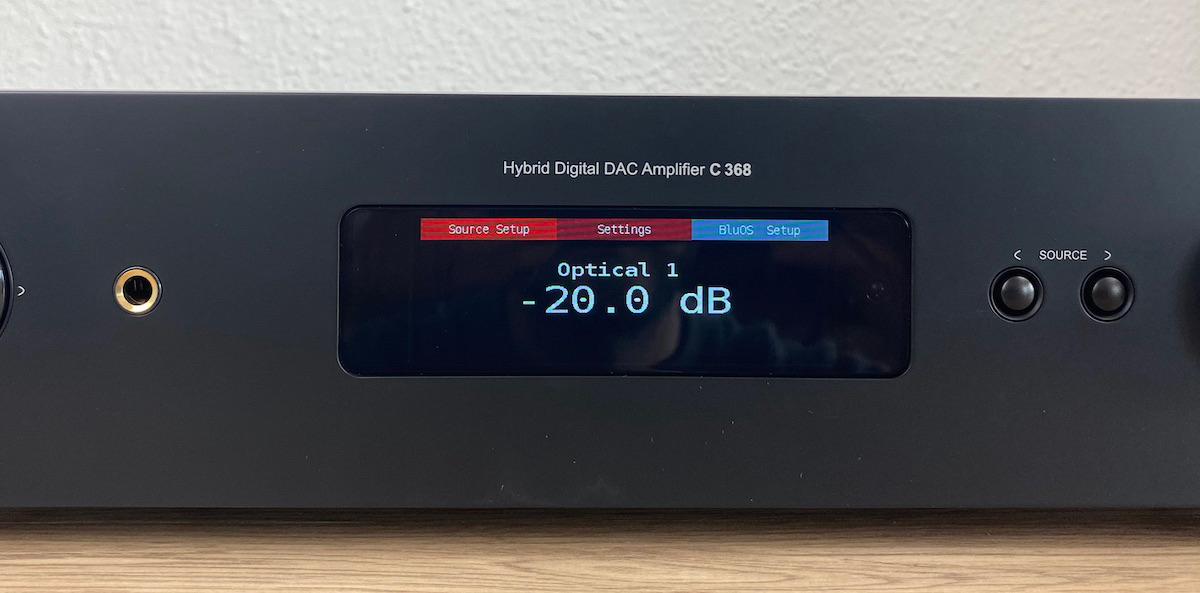 Hybrid Digital DAC Amplifier C 368
Source Setup Settings BluOS Setup
Optical 1
-20.0 dB
< SOURCE >
>